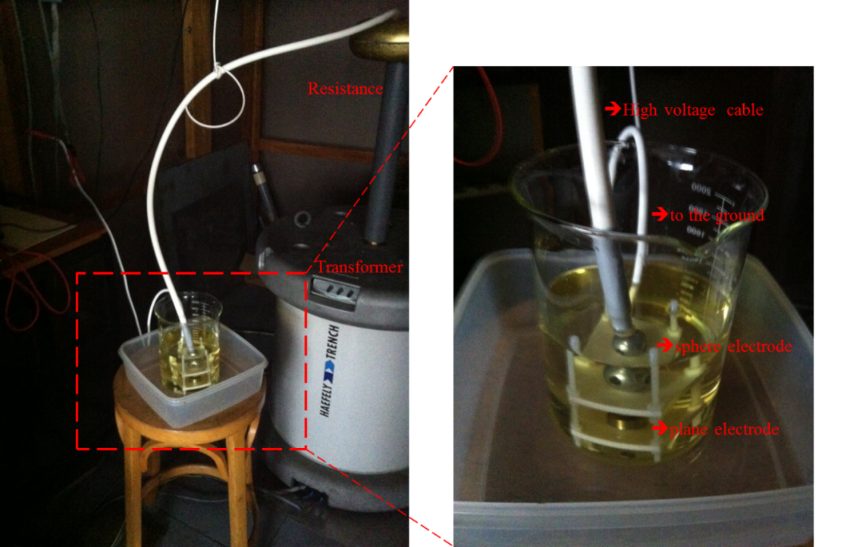 Resistance
Transformer
HAEFELY TRENCH
➔High voltage cable
➔to the ground
➔sphere electrode
➔plane electrode